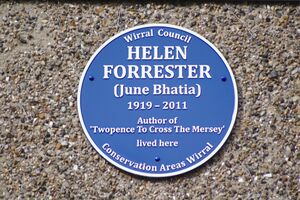 Wirral Council
HELEN
FORRESTER
(June Bhatia)
1919 - 2011
Author of
'Twopence To Cross The Mersey'
lived here
Conservation Areas Wirral